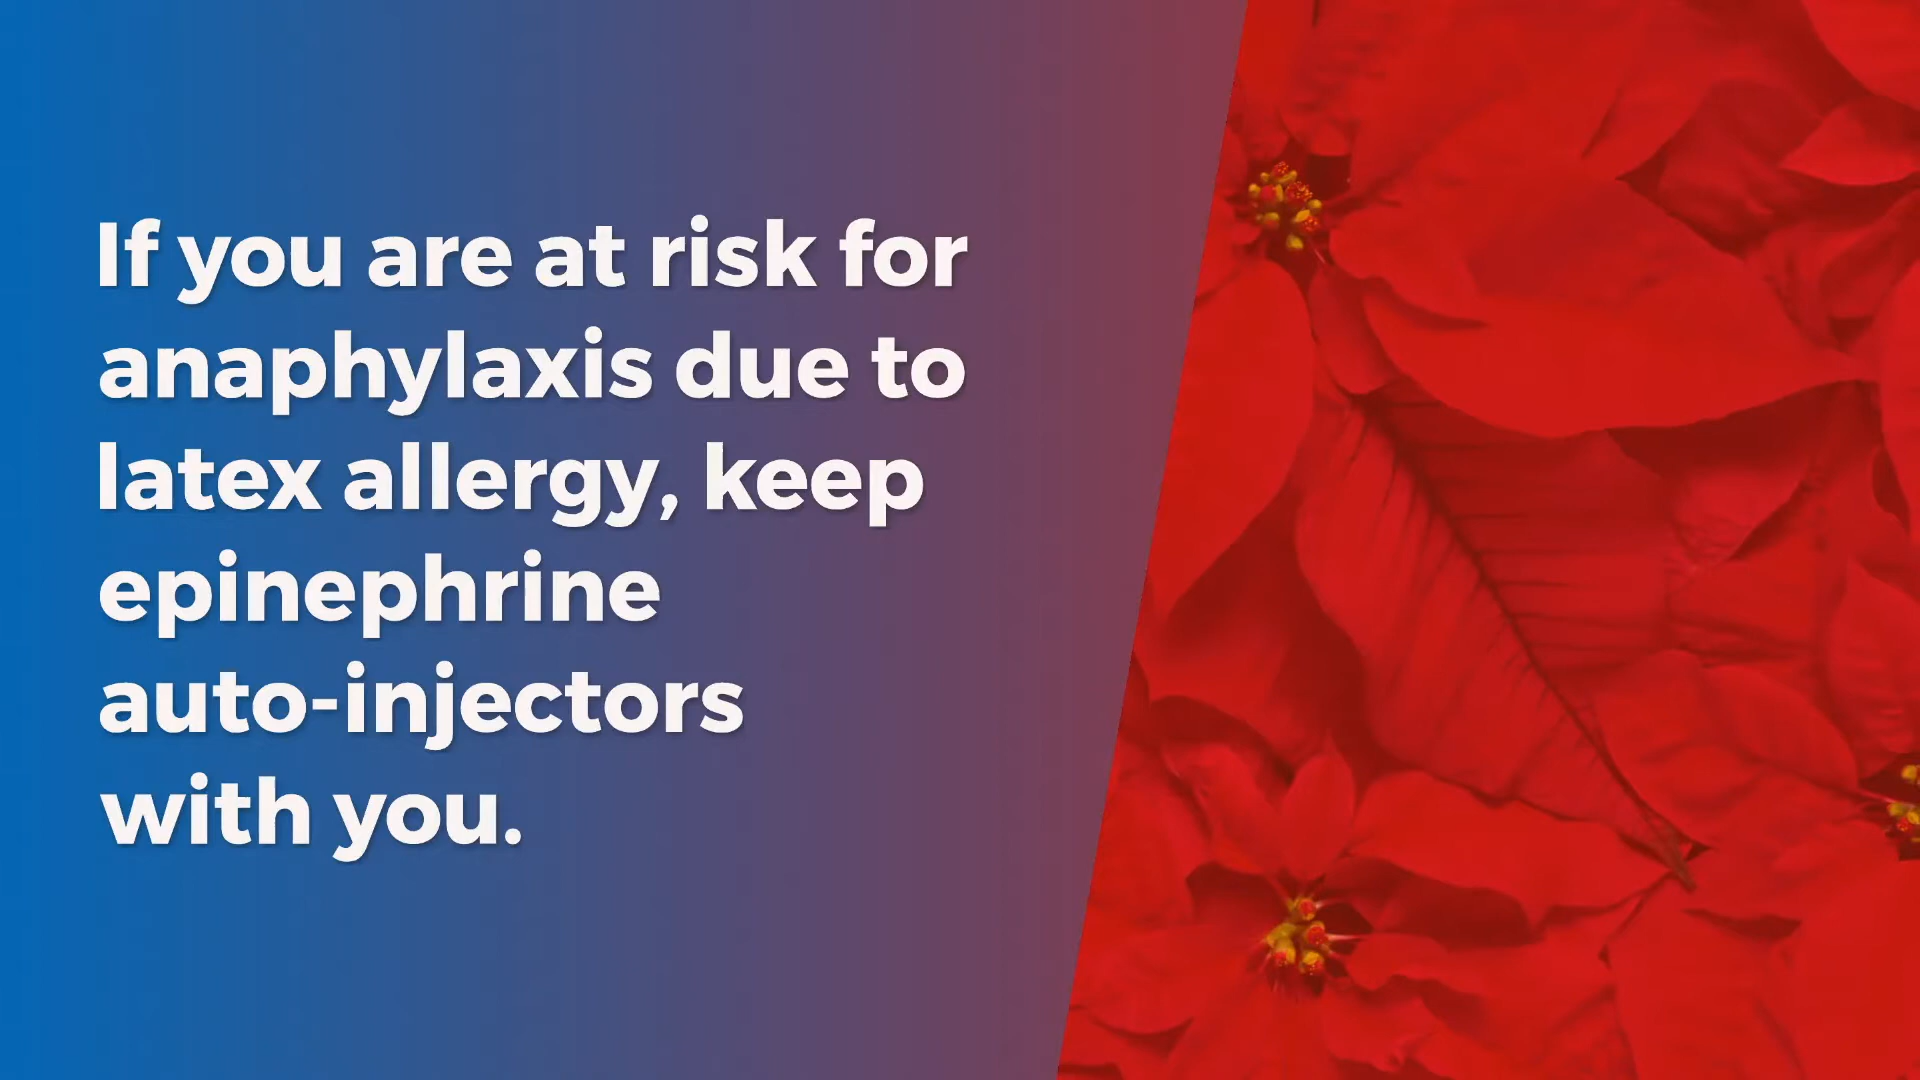 If you are at risk for
anaphylaxis due to
latex allergy, keep
epinephrine
auto-injectors
with you.